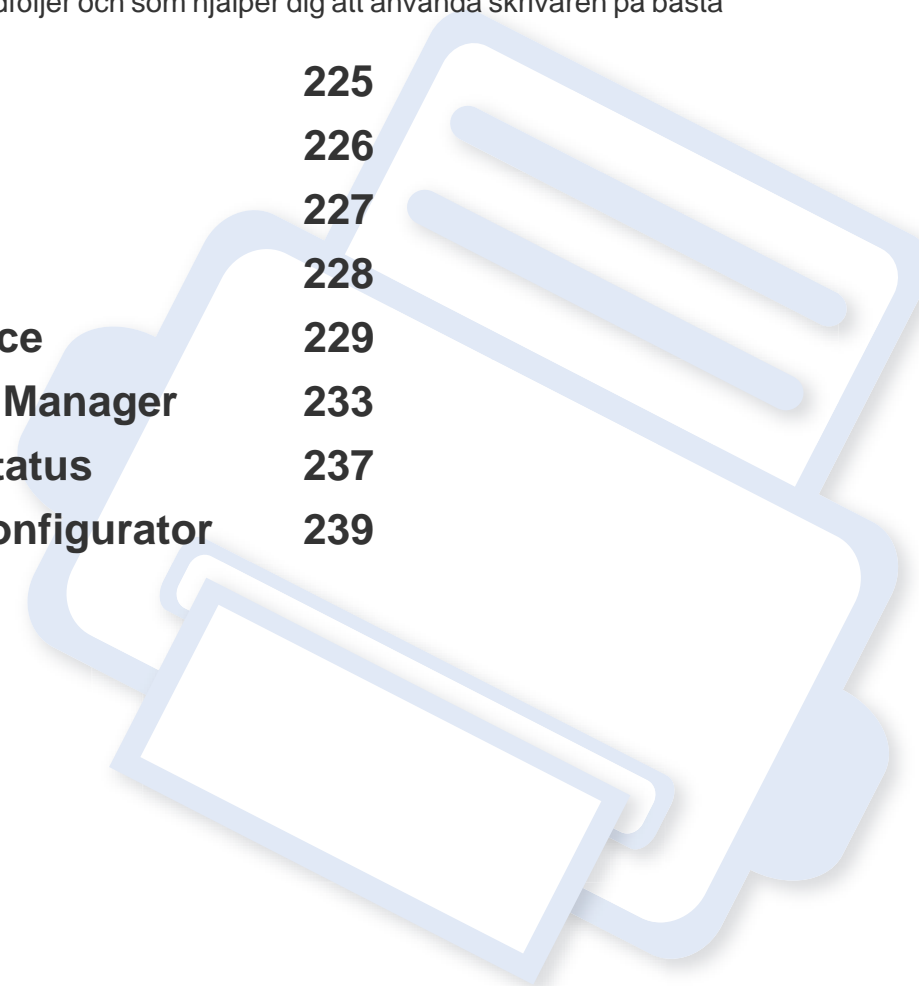 dföljer och som hjälper dig att använda skrivaren på bästa
225
226
227
228
ce 229
Manager 233
tatus 237
onfigurator 239